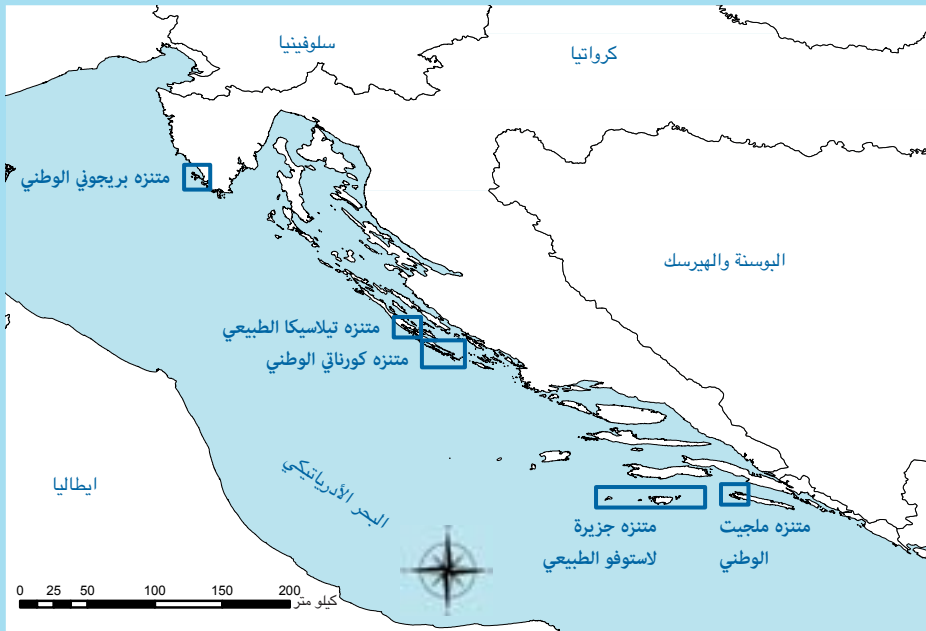 سلوفينيا
كرواتيا
متنزه بريجوني الوطني
البوسنة والهيرسك
متنزه تيلاسيكا الطبيعي
متنزه كورناتي الوطني
ايطاليا
البحر الأدرياتيكي
متنزه جزيرة
لاستوفو الطبيعي
متنزه ملجيت
الوطني
0 25 50 100 150 200
كيلو متر